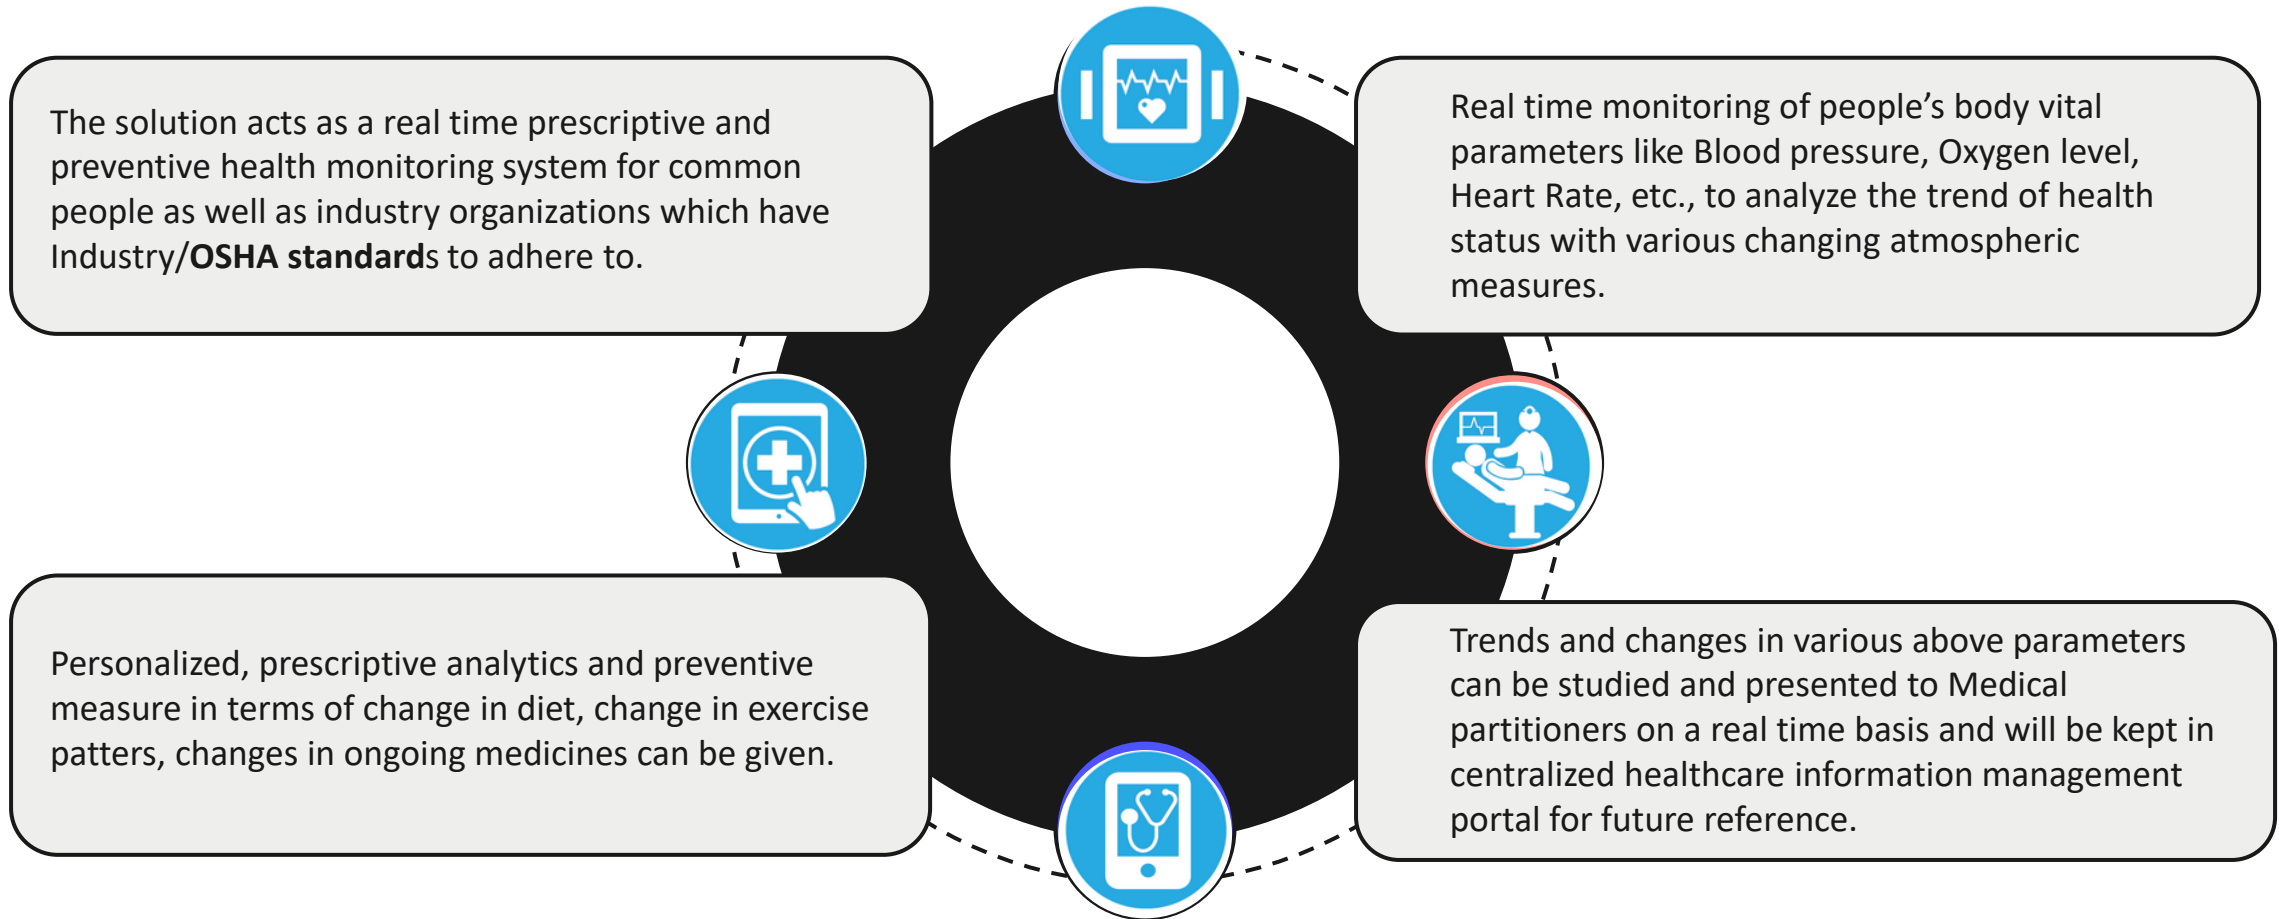 The solution acts as a real time prescriptive and
preventive health monitoring system for common
people as well as industry organizations which have
Industry/OSHA standards to adhere to.
Real time monitoring of people’s body vital
parameters like Blood pressure, Oxygen level,
Heart Rate, etc., to analyze the trend of health
status with various changing atmospheric
measures.
Personalized, prescriptive analytics and preventive
measure in terms of change in diet, change in exercise
patters, changes in ongoing medicines can be given.
Trends and changes in various above parameters
can be studied and presented to Medical
partitioners on a real time basis and will be kept in
centralized healthcare information management
portal for future reference.